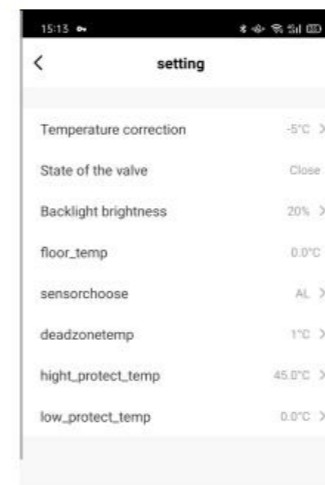 15:13
setting
Temperature correction -5°C
State of the valve Close
Backlight brightness 20%
floor_temp 0.0°C
sensorchoose AL
deadzonetemp 1°C
hight_protect_temp 45.0°C
low_protect_temp 0.0°C